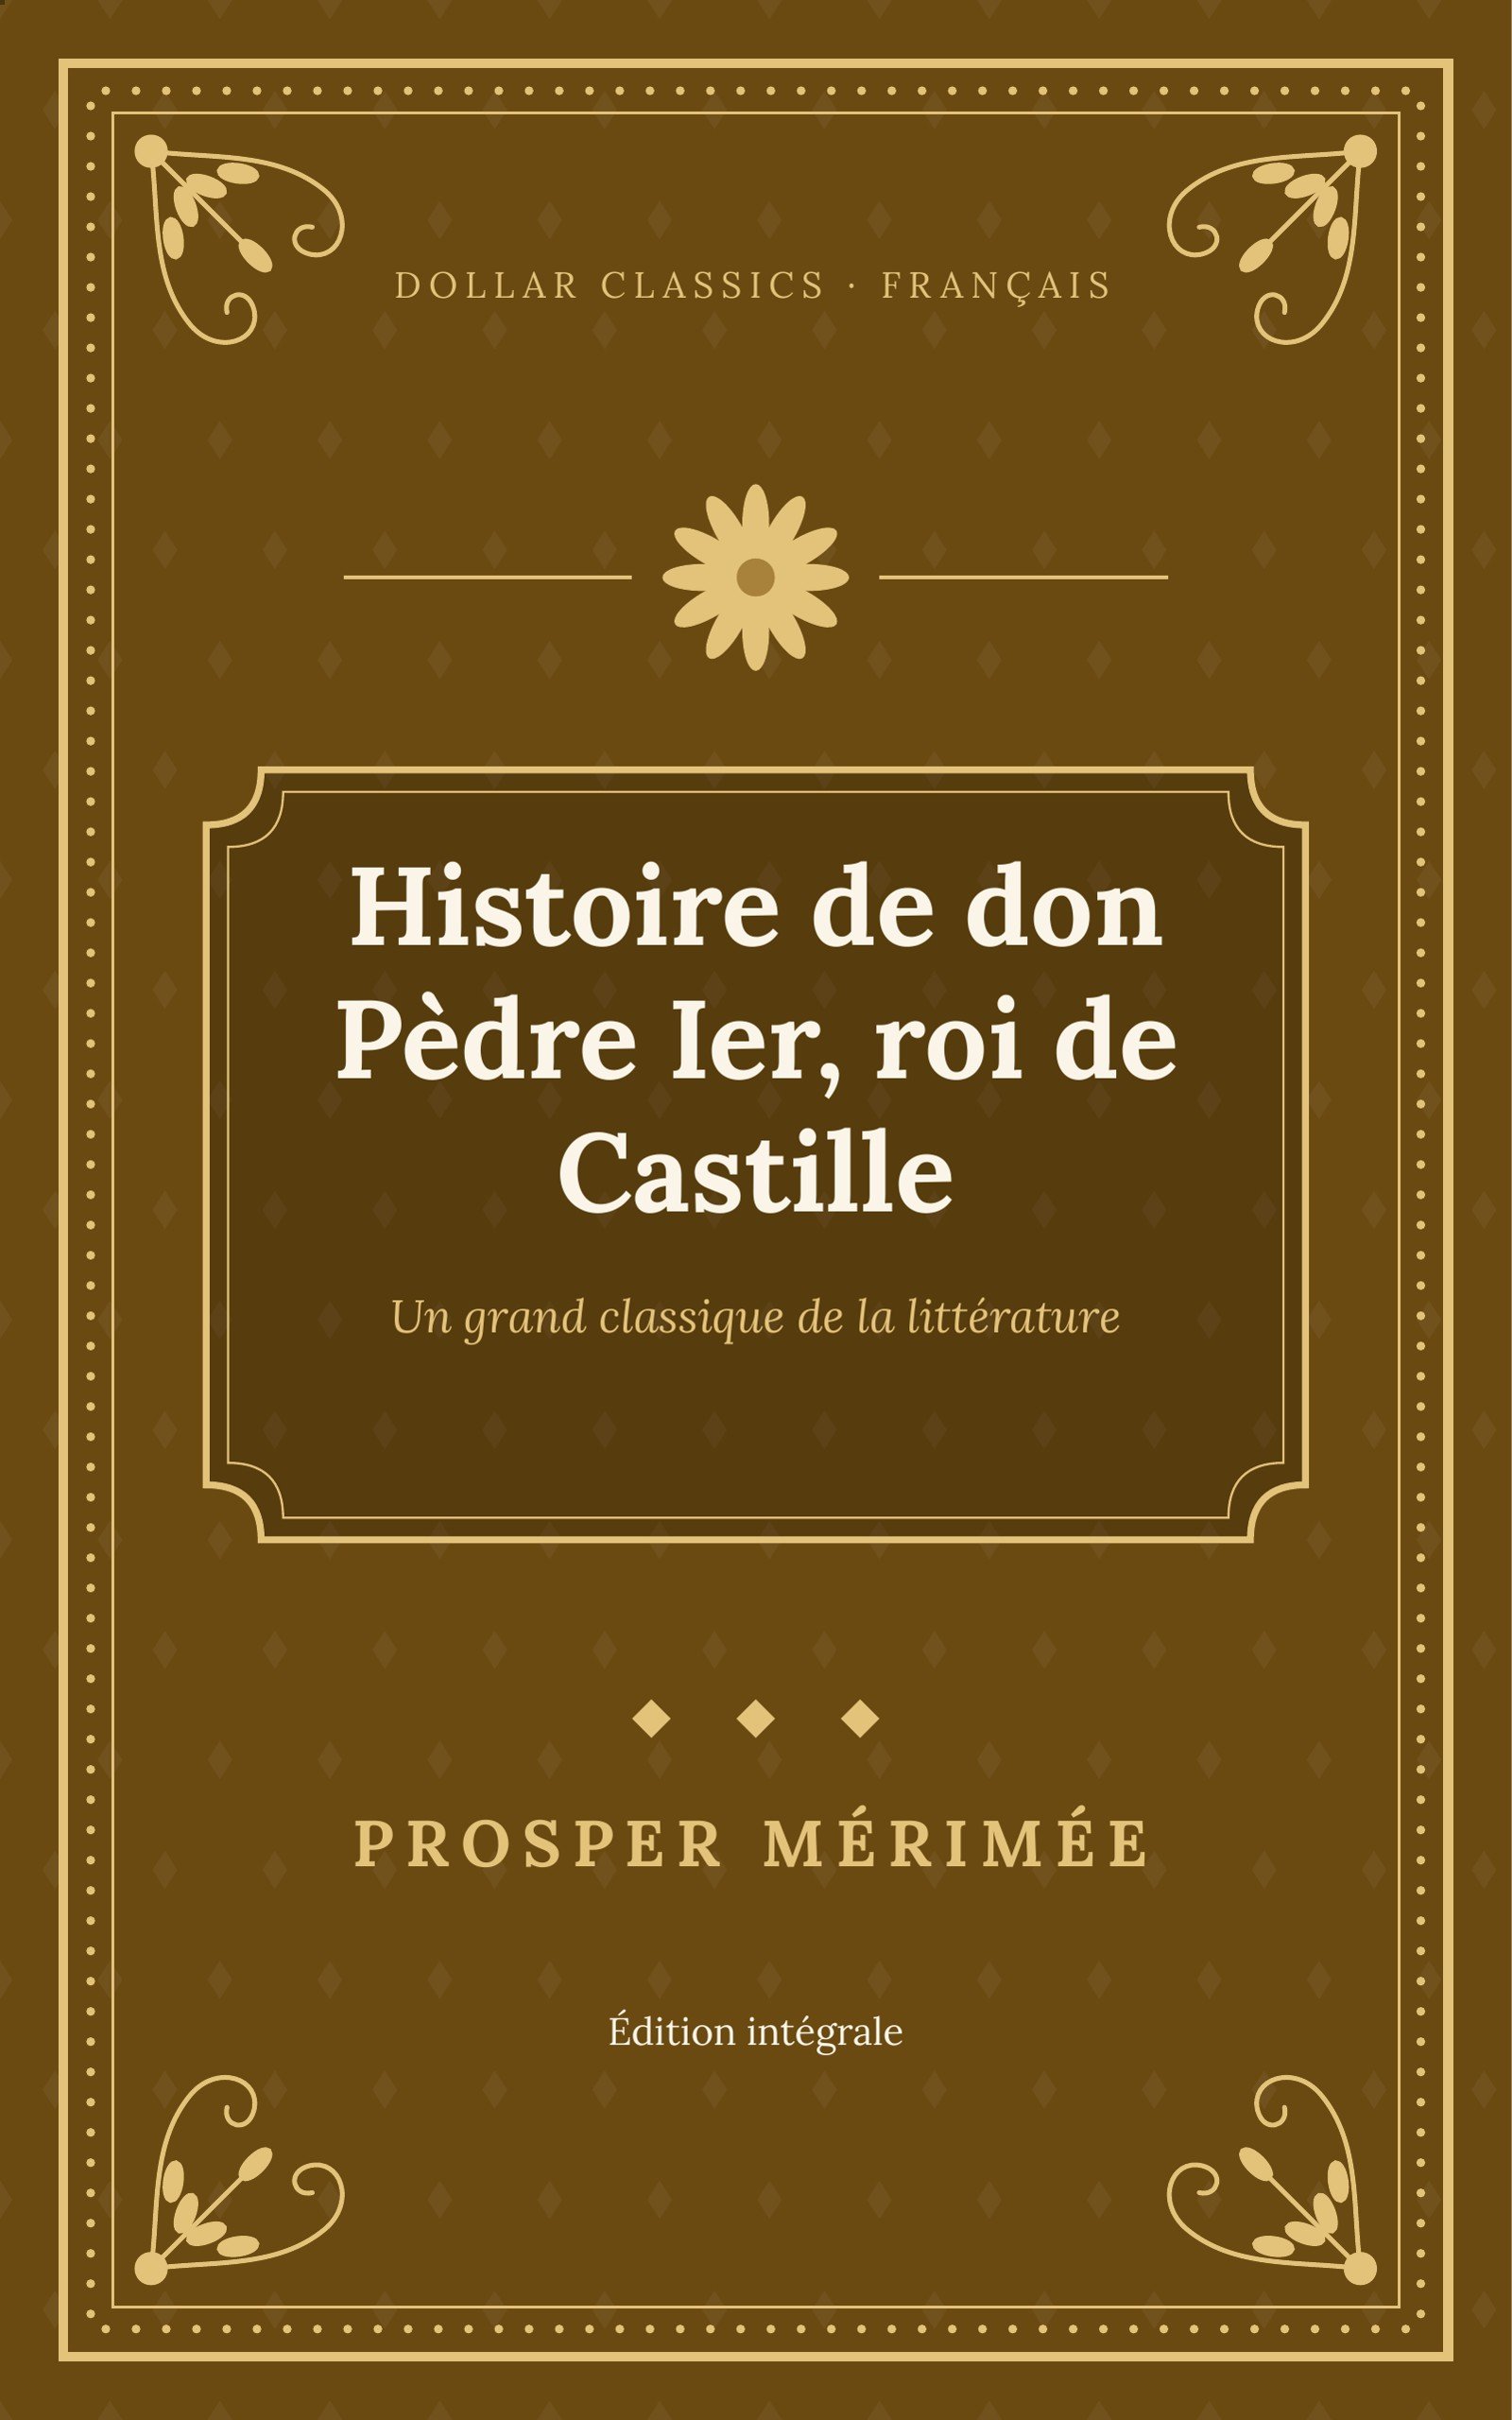 DOLLAR CLASSICS · FRANÇAIS
Histoire de don
Pèdre Ier, roi de
Castille
Un grand classique de la littérature
PROSPER MÉRIMÉE
Édition intégrale